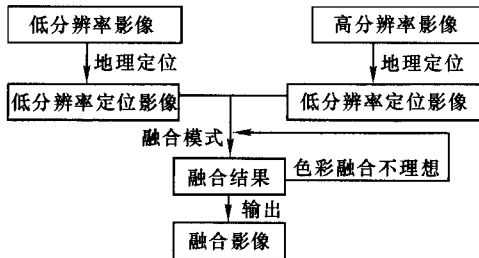 低分辨率影像
高分辨率影像
地理定位
地理定位
低分辨率定位影像
低分辨率定位影像
融合模式
色彩融合不理想
融合结果
输出
融合影像